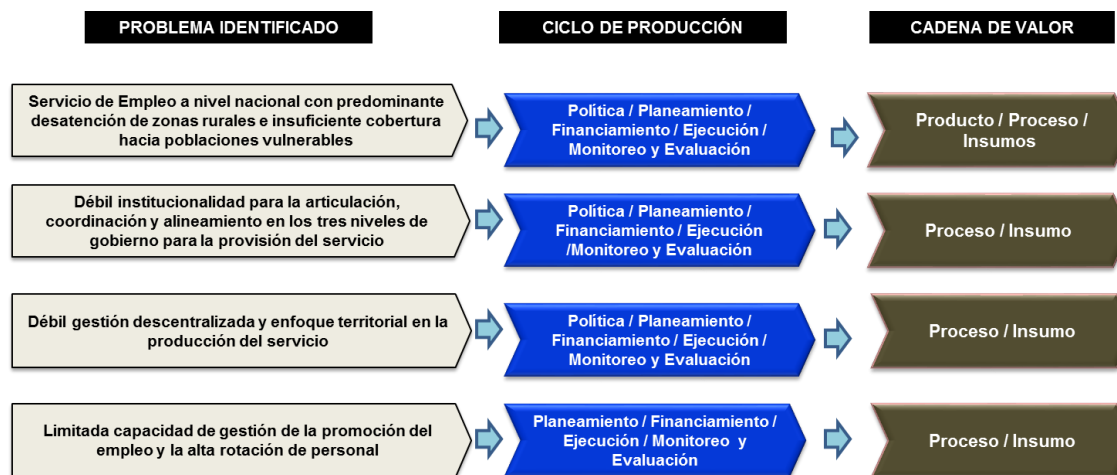 PROBLEMA IDENTIFICADO
CICLO DE PRODUCCIÓN
CADENA DE VALOR
Servicio de Empleo a nivel nacional con predominante
desatención de zonas rurales e insuficiente cobertura
hacia poblaciones vulnerables
Política / Planeamiento /
Financiamiento / Ejecución /
Monitoreo y Evaluación
Producto / Proceso /
Insumos
Débil institucionalidad para la articulación,
coordinación y alineamiento en los tres niveles de
gobierno para la provisión del servicio
Política / Planeamiento /
Financiamiento / Ejecución
/Monitoreo y Evaluación
Proceso / Insumo
Débil gestión descentralizada y enfoque territorial en la
producción del servicio
Política / Planeamiento /
Financiamiento / Ejecución /
Monitoreo y Evaluación
Proceso / Insumo
Limitada capacidad de gestión de la promoción del
empleo y la alta rotación de personal
Planeamiento / Financiamiento /
Ejecución / Monitoreo y
Evaluación
Proceso / Insumo